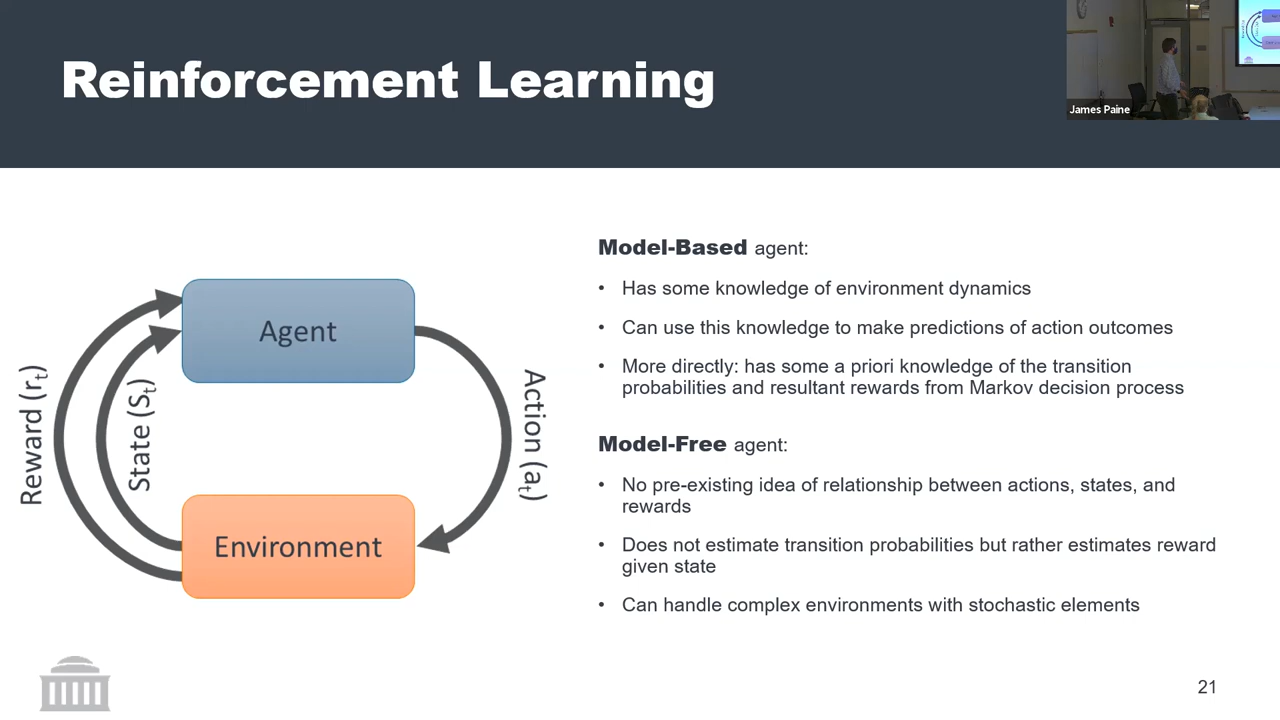 Reinforcement Learning
James Paine
Agent
Environment
Reward (rt)
State (St)
Action (at)
Model-Based agent:
• Has some knowledge of environment dynamics
• Can use this knowledge to make predictions of action outcomes
• More directly: has some a priori knowledge of the transition
probabilities and resultant rewards from Markov decision process
Model-Free agent:
• No pre-existing idea of relationship between actions, states, and
rewards
• Does not estimate transition probabilities but rather estimates reward
given state
• Can handle complex environments with stochastic elements
21